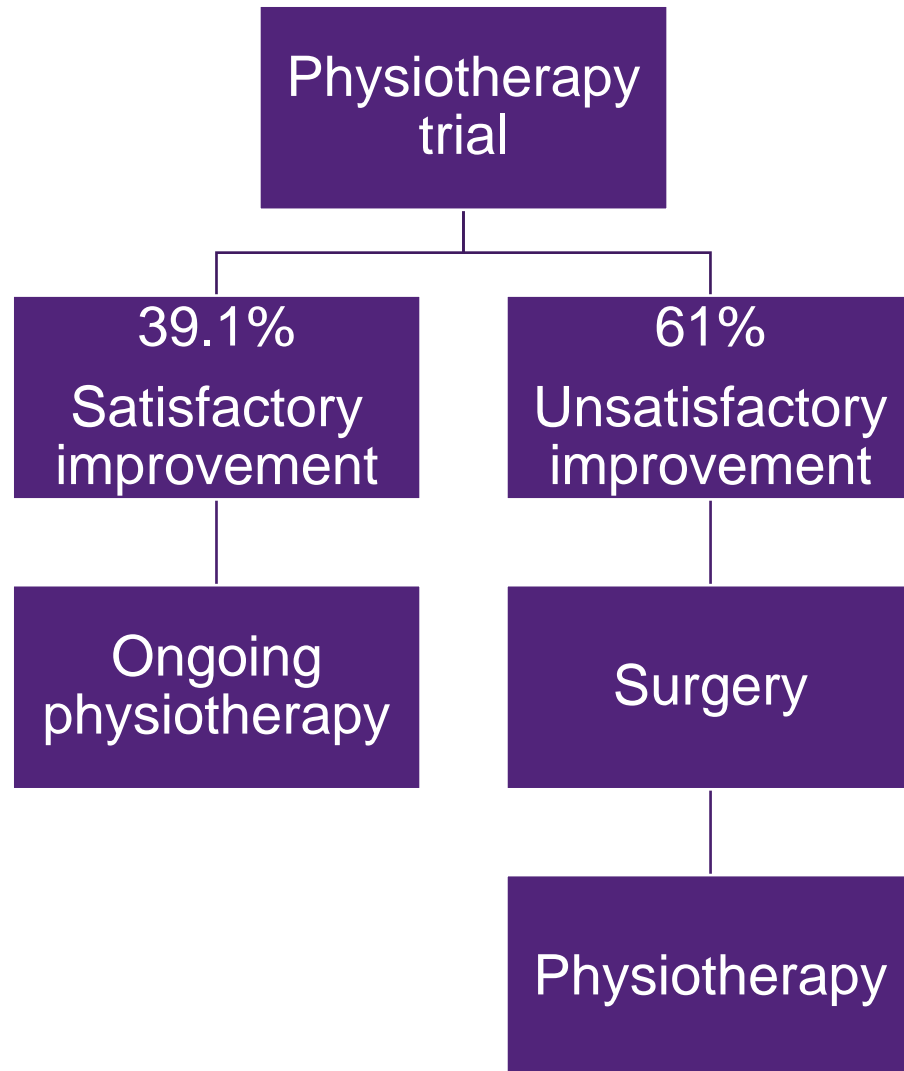 Physiotherapy
trial
39.1%
Satisfactory
improvement
61%
Unsatisfactory
improvement
Ongoing
physiotherapy
Surgery
Physiotherapy